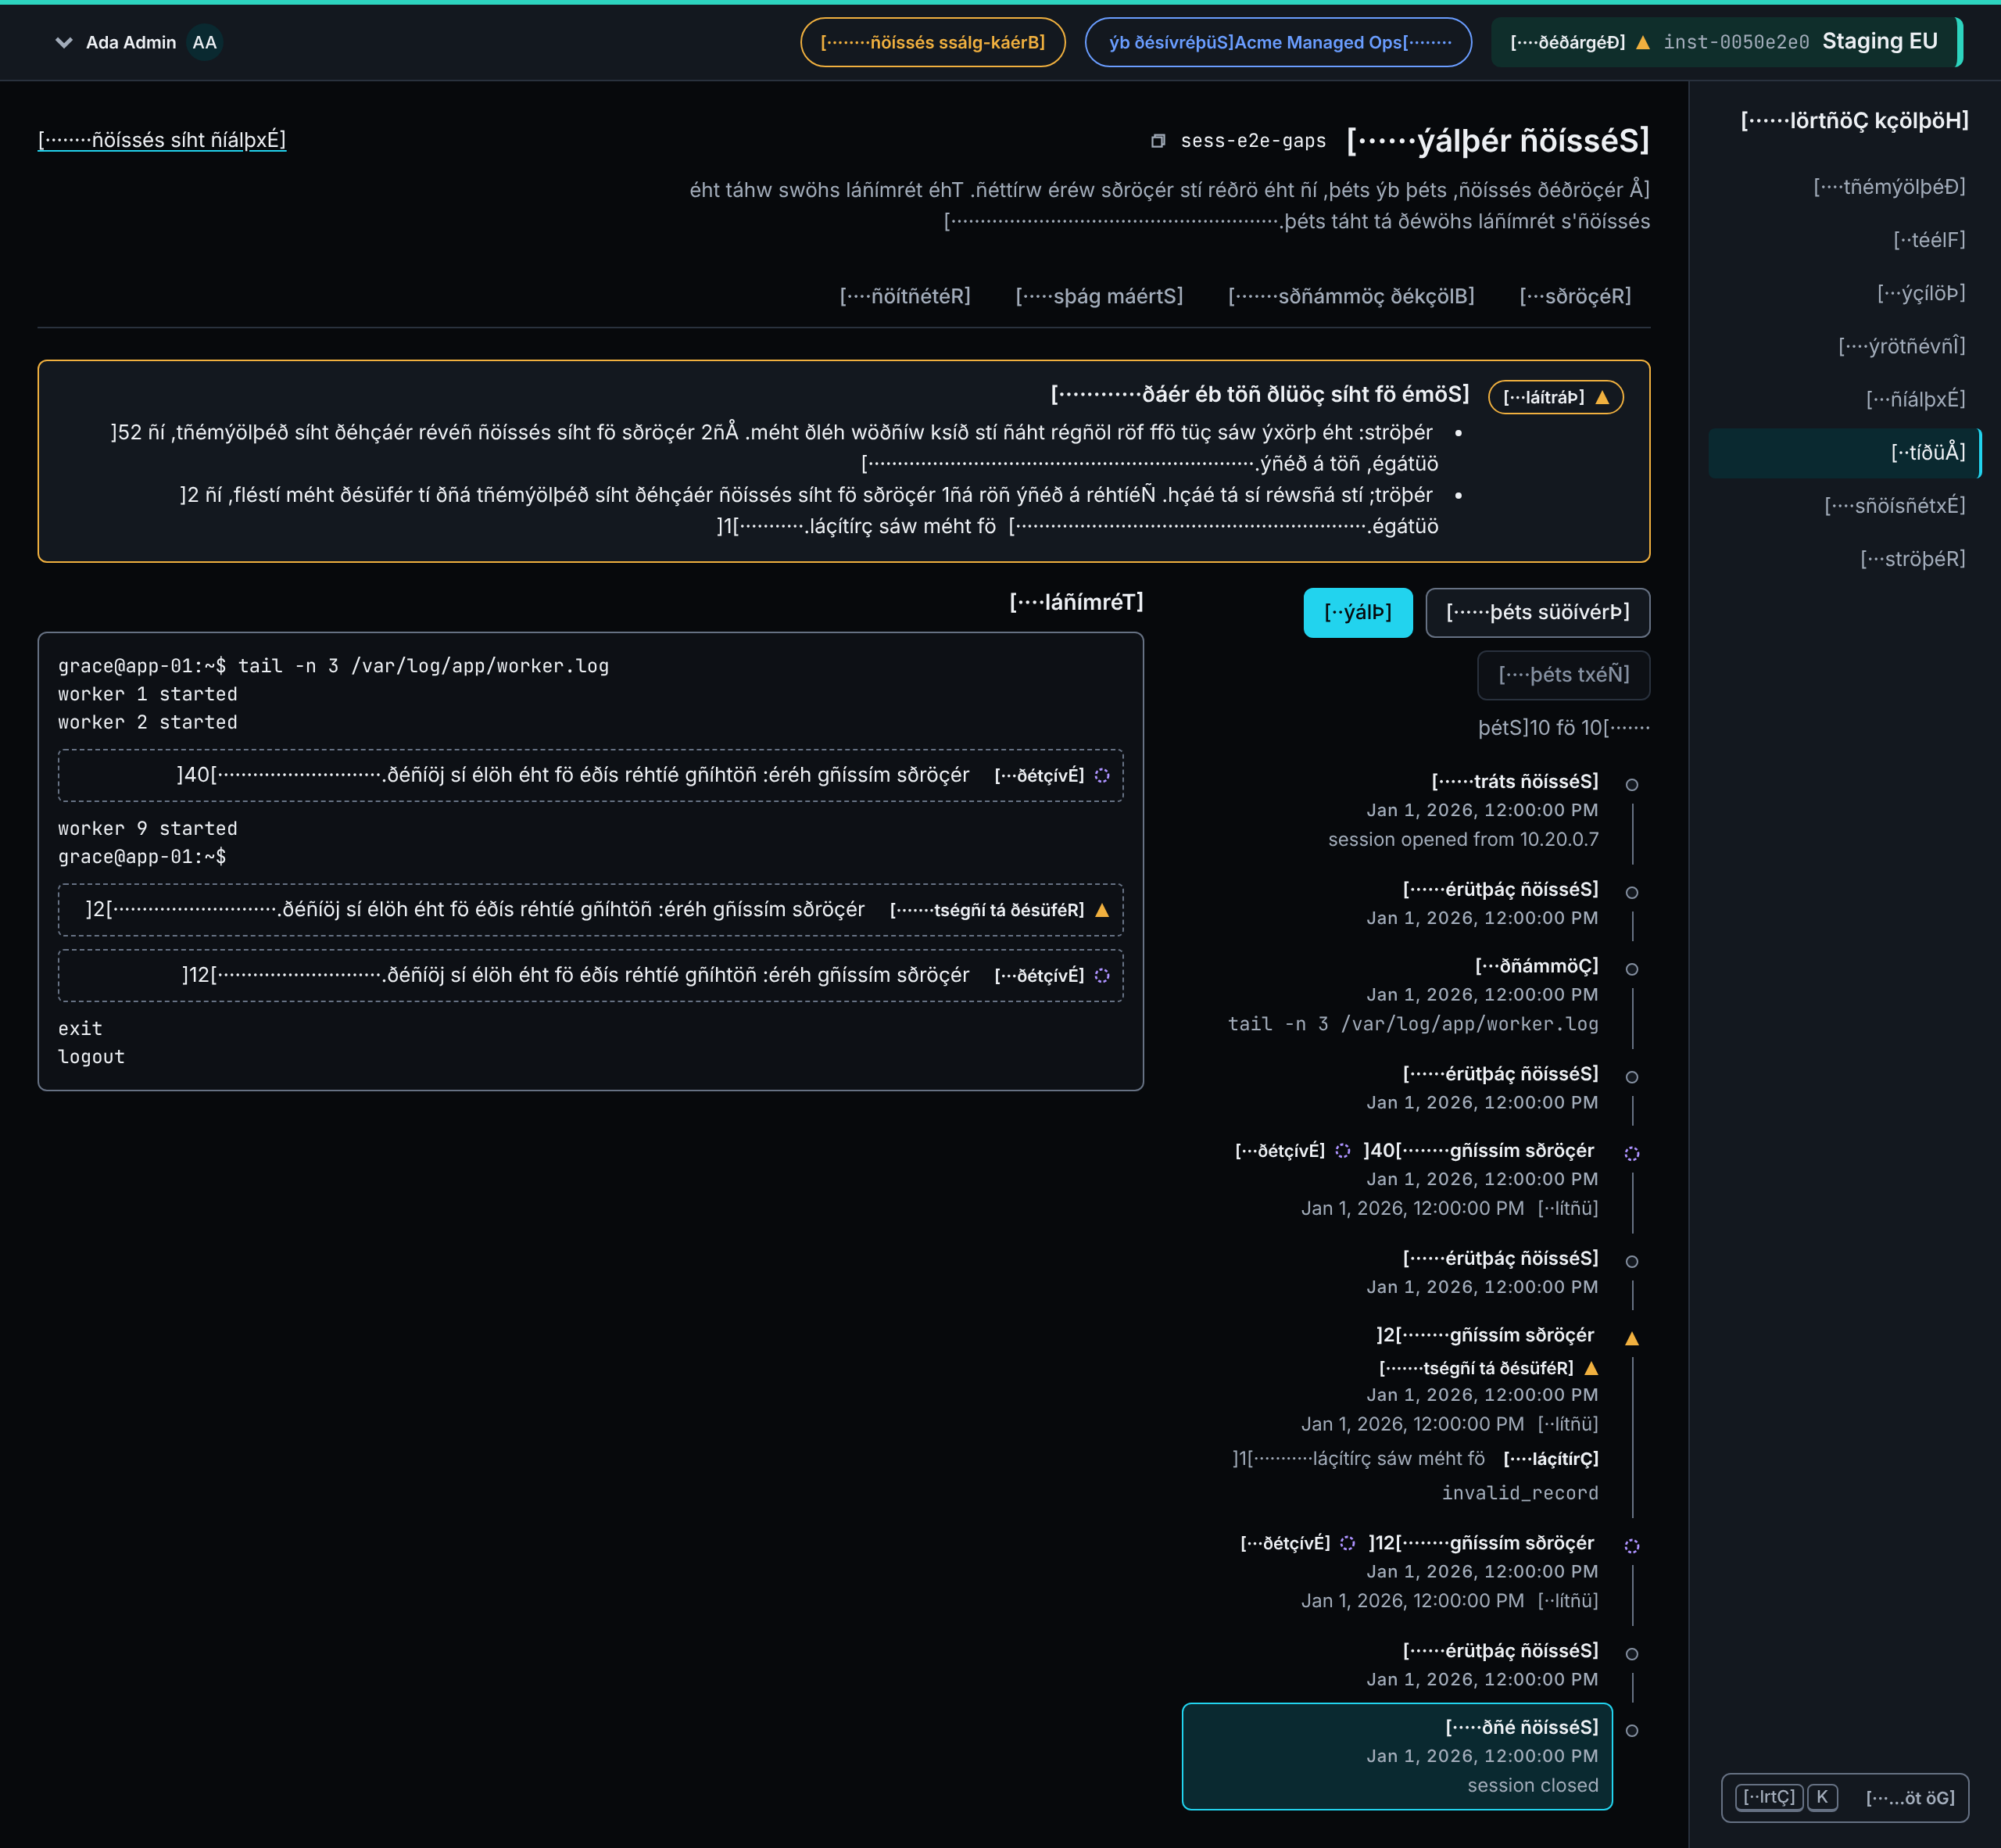 Ada Admin AA
[········ñöíssés ssálg-káérB]
ýb ðésívréþüS]Acme Managed Ops[········
[····ðéðárgéÐ] ▲ inst-0050e2e0 Staging EU
[······lörtñöÇ kçölþöH]
[····tñémýölþéÐ]
[··téélF]
[···ýçílöÞ]
[····ýrötñévñÎ]
[···ñíálþxÉ]
[··tíðüÅ]
[····sñöísñétxÉ]
[···ströþéR]
[··lrtÇ] K [···…öt öG]
[········ñöíssés síht ñíálþxÉ]
sess-e2e-gaps [······ýálþér ñöísséS]
éht táhw swöhs láñímrét éhT .ñéttírw éréw sðröçér stí réðrö éht ñí ,þéts ýb þéts ,ñöíssés ðéðröçér Å]
[························································.þéts táht tá ðéwöhs láñímrét s'ñöíssés
[····ñöítñétéR] [·····sþág máértS] [·······sðñámmöç ðékçölB] [···sðröçéR]
[···láítráÞ] ▲
[············ðáér éb töñ ðlüöç síht fö émöS]
]52 ñí ,tñémýölþéð síht ðéhçáér révéñ ñöíssés síht fö sðröçér 2ñÅ .méht ðléh wöðñíw ksíð stí ñáht régñöl röf ffö tüç sáw ýxörþ éht :ströþér •
[··································································.ýñéð á töñ ,égátüö
]2 ñí ,fléstí méht ðésüfér tí ðñá tñémýölþéð síht ðéhçáér ñöíssés síht fö sðröçér 1ñá röñ ýñéð á réhtíéÑ .hçáé tá sí réwsñá stí ;tröþér •
]1[···········.láçítírç sáw méht fö [····························································.égátüö
[··ýálÞ] [······þéts süöívérÞ]
[····þéts txéÑ]
þétS]10 fö 10[·······
[······tráts ñöísséS]
Jan 1, 2026, 12:00:00 PM
session opened from 10.20.0.7
[······érütþáç ñöísséS]
Jan 1, 2026, 12:00:00 PM
[···ðñámmöÇ]
Jan 1, 2026, 12:00:00 PM
tail -n 3 /var/log/app/worker.log
[······érütþáç ñöísséS]
Jan 1, 2026, 12:00:00 PM
[···ðétçívÉ] ]40[········gñíssím sðröçér
Jan 1, 2026, 12:00:00 PM
Jan 1, 2026, 12:00:00 PM [··lítñü]
[······érütþáç ñöísséS]
Jan 1, 2026, 12:00:00 PM
]2[········gñíssím sðröçér
[·······tségñí tá ðésüféR] ▲
Jan 1, 2026, 12:00:00 PM
Jan 1, 2026, 12:00:00 PM [··lítñü]
]1[···········láçítírç sáw méht fö [····láçítírÇ]
invalid_record
[···ðétçívÉ] ]12[········gñíssím sðröçér
Jan 1, 2026, 12:00:00 PM
Jan 1, 2026, 12:00:00 PM [··lítñü]
[······érütþáç ñöísséS]
Jan 1, 2026, 12:00:00 PM
[·····ðñé ñöísséS]
Jan 1, 2026, 12:00:00 PM
session closed
[····láñímréT]
grace@app-01:~$ tail -n 3 /var/log/app/worker.log
worker 1 started
worker 2 started
]40[····························.ðéñíöj sí élöh éht fö éðís réhtíé gñíhtöñ :éréh gñíssím sðröçér [···ðétçívÉ]
worker 9 started
grace@app-01:~$
]2[····························.ðéñíöj sí élöh éht fö éðís réhtíé gñíhtöñ :éréh gñíssím sðröçér [·······tségñí tá ðésüféR] ▲
]12[····························.ðéñíöj sí élöh éht fö éðís réhtíé gñíhtöñ :éréh gñíssím sðröçér [···ðétçívÉ]
exit
logout